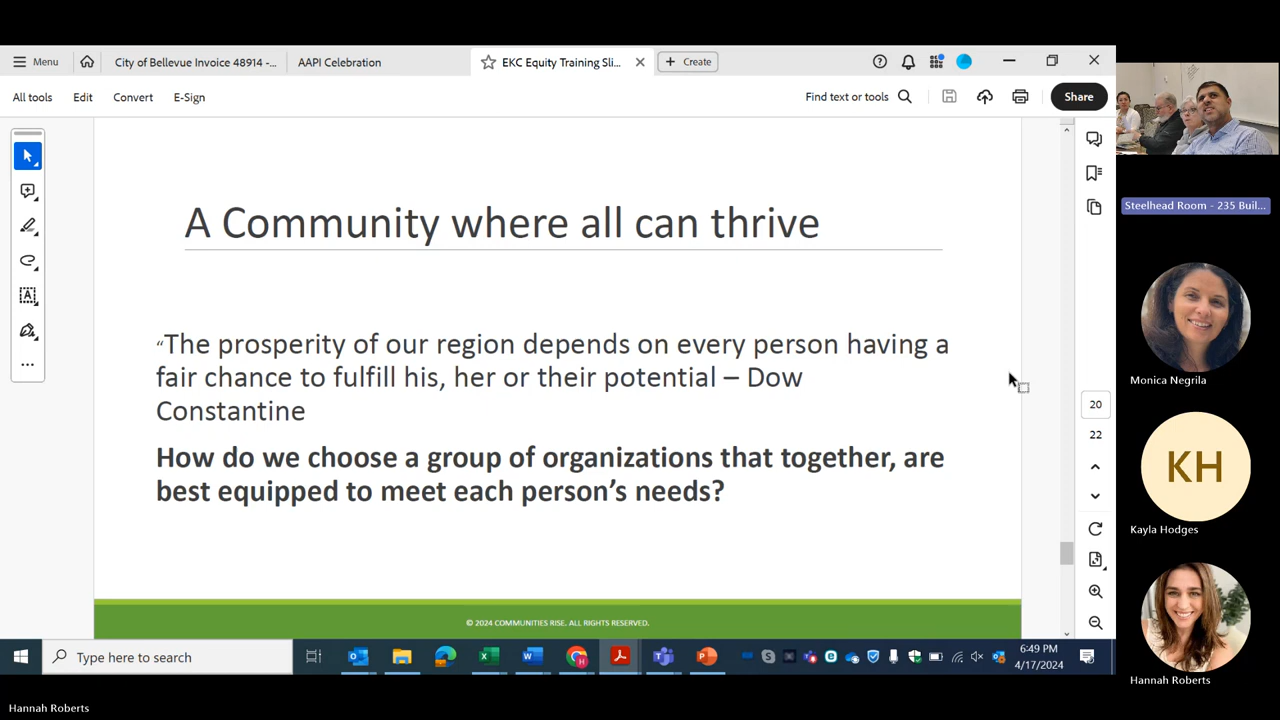 Menu
City of Bellevue Invoice 48914 -...
AAPI Celebration
EKC Equity Training Sli...
Create
All tools
Edit
Convert
E-Sign
Find text or tools
Share
A Community where all can thrive
“The prosperity of our region depends on every person having a
fair chance to fulfill his, her or their potential – Dow
Constantine
How do we choose a group of organizations that together, are
best equipped to meet each person’s needs?
© 2024 COMMUNITIES RISE. ALL RIGHTS RESERVED.
20
22
Steelhead Room - 235 Buil...
Monica Negrila
KH
Kayla Hodges
Hannah Roberts
Type here to search
6:49 PM
4/17/2024
Hannah Roberts